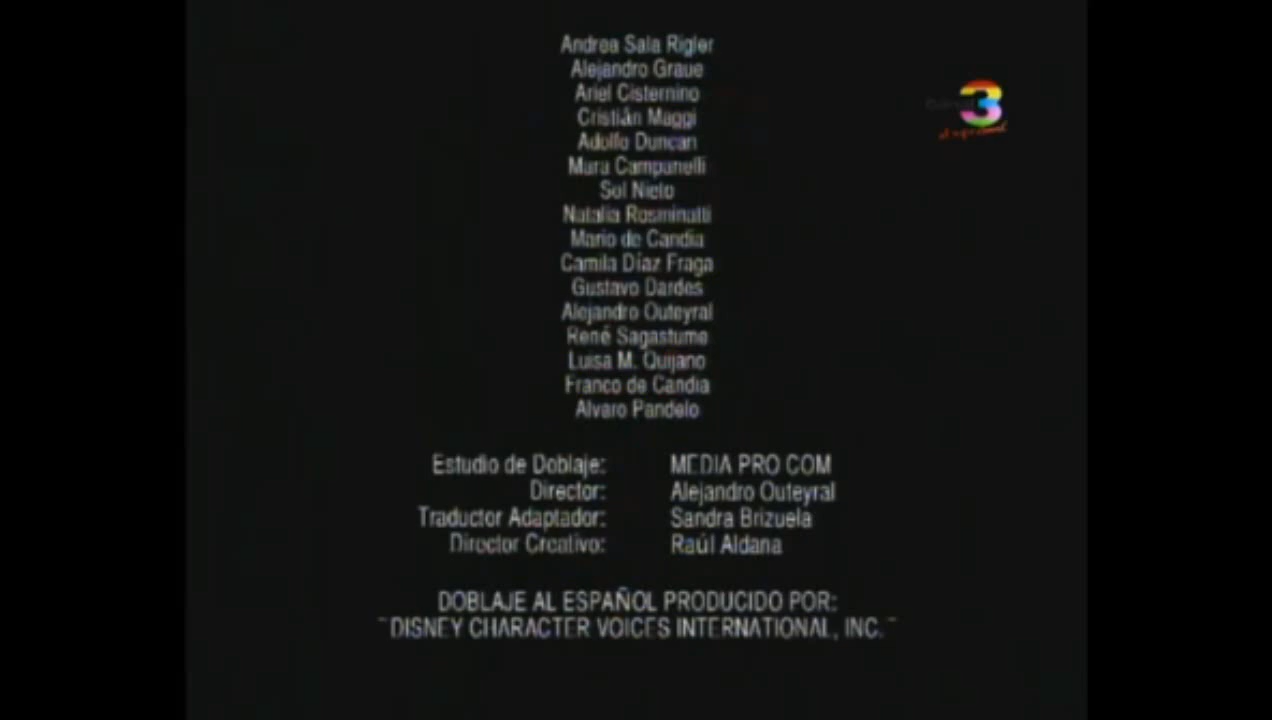 Andrea Sala Rigler
Alejandro Graue
Ariel Cisternino
Cristián Maggi
Adolfo Duncan
Mara Campanelli
Sol Nieto
Natalia Rosminatti
Mario de Candia
Camila Díaz Fraga
Gustavo Dardes
Alejandro Outeyral
René Sagastume
Luisa M. Quijano
Franco de Candia
Alvaro Pandelo
Estudio de Doblaje: MEDIA PRO COM
Director: Alejandro Outeyral
Traductor Adaptador: Sandra Brizuela
Director Creativo: Raúl Aldana
DOBLAJE AL ESPAÑOL PRODUCIDO POR:
¨DISNEY CHARACTER VOICES INTERNATIONAL, INC.¨
3